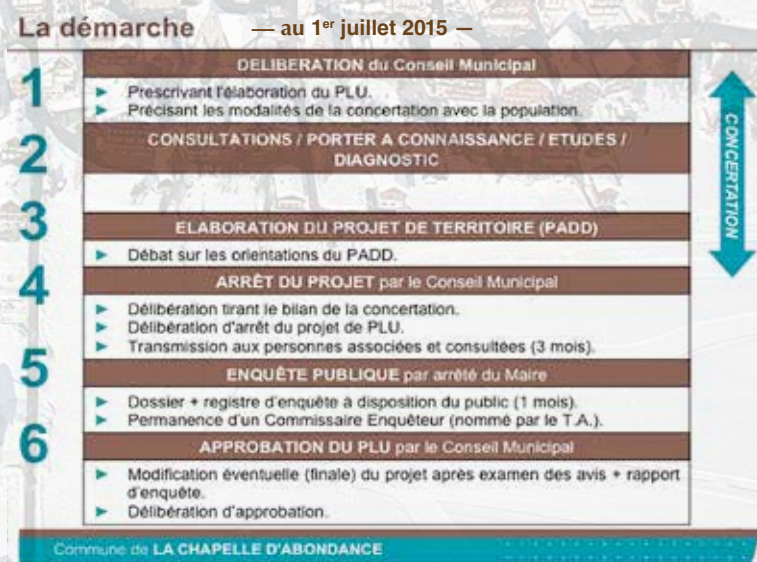 La démarche — au 1er juillet 2015 —
1
DELIBERATION du Conseil Municipal
► Prescrivant l'élaboration du PLU.
► Précisant les modalités de la concertation avec la population.
2
CONSULTATIONS / PORTER A CONNAISSANCE / ETUDES /
DIAGNOSTIC
3
ELABORATION DU PROJET DE TERRITOIRE (PADD)
► Débat sur les orientations du PADD.
4
ARRÊT DU PROJET par le Conseil Municipal
► Délibération tirant le bilan de la concertation.
► Délibération d'arrêt du projet de PLU.
► Transmission aux personnes associées et consultées (3 mois).
5
ENQUÊTE PUBLIQUE par arrêté du Maire
► Dossier + registre d'enquête à disposition du public (1 mois).
► Permanence d'un Commissaire Enquêteur (nommé par le T.A.).
6
APPROBATION DU PLU par le Conseil Municipal
► Modification éventuelle (finale) du projet après examen des avis + rapport
d'enquête.
► Délibération d'approbation.
CONCERTATION
Commune de LA CHAPELLE D'ABONDANCE